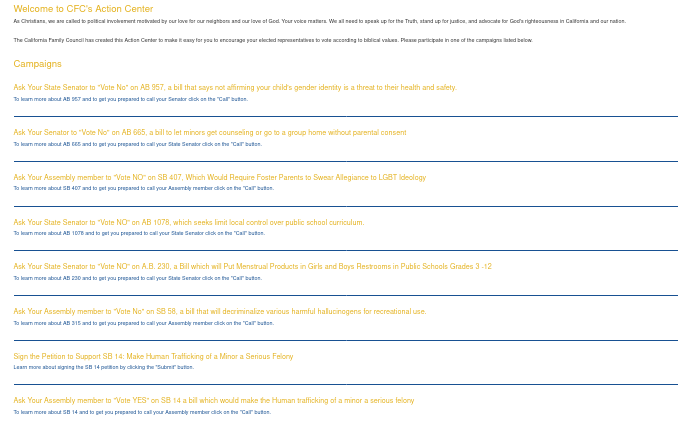 Welcome to CFC's Action Center
As Christians, we are called to political involvement motivated by our love for our neighbors and our love of God. Your voice matters. We all need to speak up for the Truth, stand up for justice, and advocate for God's righteousness in California and our nation.
The California Family Council has created this Action Center to make it easy for you to encourage your elected representatives to vote according to biblical values. Please participate in one of the campaigns listed below.
Campaigns
Ask Your State Senator to "Vote No" on AB 957, a bill that says not affirming your child's gender identity is a threat to their health and safety.
To learn more about AB 957 and to get you prepared to call your Senator click on the "Call" button.
Ask Your Senator to "Vote No" on AB 665, a bill to let minors get counseling or go to a group home without parental consent
To learn more about AB 665 and to get you prepared to call your State Senator click on the "Call" button.
Ask Your Assembly member to "Vote NO" on SB 407, Which Would Require Foster Parents to Swear Allegiance to LGBT Ideology
To learn more about SB 407 and to get you prepared to call your Assembly member click on the "Call" button.
Ask Your State Senator to "Vote NO" on AB 1078, which seeks limit local control over public school curriculum.
To learn more about AB 1078 and to get you prepared to call your State Senator click on the "Call" button.
Ask Your State Senator to "Vote NO" on A.B. 230, a Bill which will Put Menstrual Products in Girls and Boys Restrooms in Public Schools Grades 3 -12
To learn more about AB 230 and to get you prepared to call your State Senator click on the "Call" button.
Ask Your Assembly member to "Vote No" on SB 58, a bill that will decriminalize various harmful hallucinogens for recreational use.
To learn more about AB 315 and to get you prepared to call your Assembly member click on the "Call" button.
Sign the Petition to Support SB 14: Make Human Trafficking of a Minor a Serious Felony
Learn more about signing the SB 14 petition by clicking the "Submit" button.
Ask Your Assembly member to "Vote YES" on SB 14 a bill which would make the Human trafficking of a minor a serious felony
To learn more about SB 14 and to get you prepared to call your Assembly member click on the "Call" button.